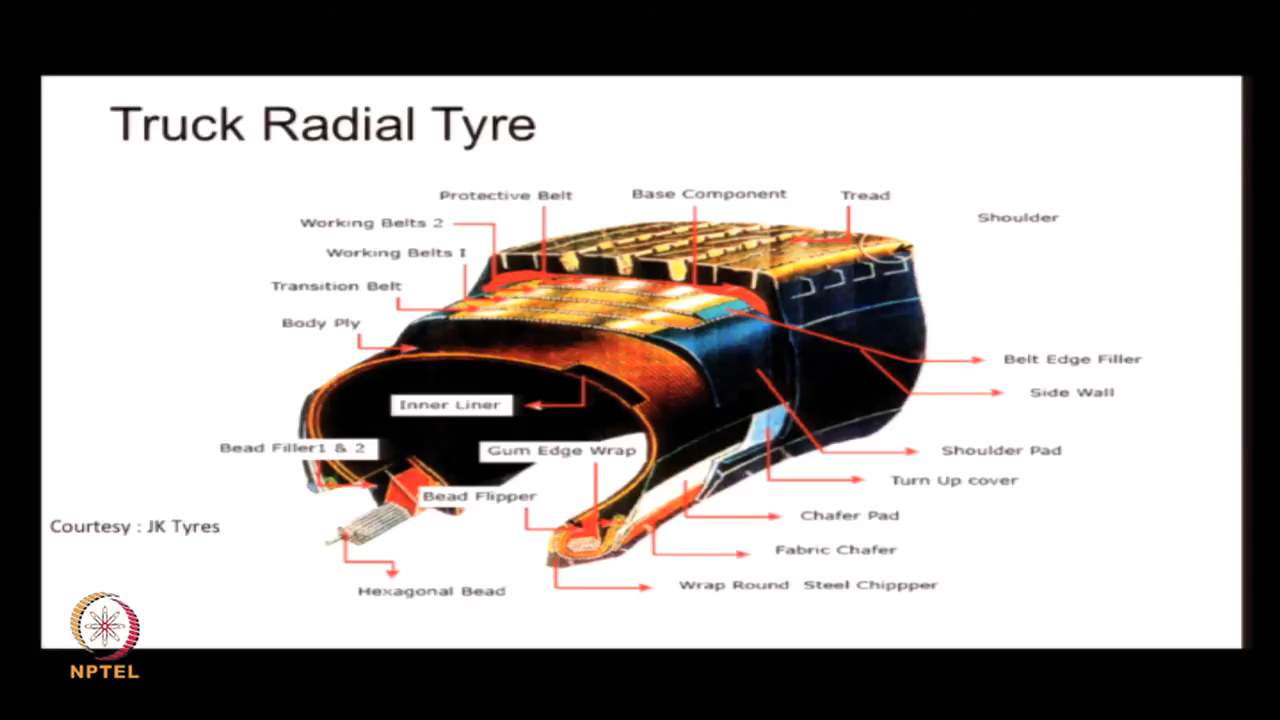 Truck Radial Tyre
Protective Belt
Base Component
Tread
Shoulder
Working Belts 2
Working Belts I
Transition Belt
Body Ply
Belt Edge Filler
Side Wall
Inner Liner
Bead Filler1 & 2
Gum Edge Wrap
Shoulder Pad
Turn Up cover
Bead Flipper
Chafer Pad
Courtesy : JK Tyres
Fabric Chafer
Hexagonal Bead
Wrap Round Steel Chippper
NPTEL